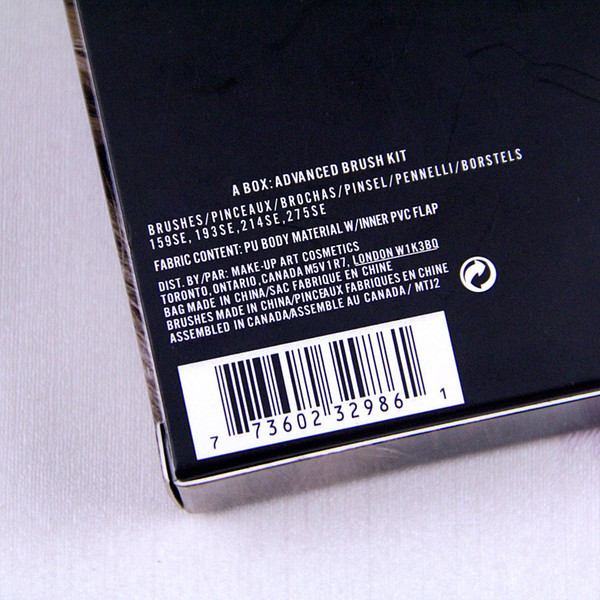 A BOX: ADVANCED BRUSH KIT
BRUSHES/PINCEAUX/BROCHAS/PINSEL/PENNELLI/BORSTELS
159SE, 193SE, 214SE, 275SE
FABRIC CONTENT: PU BODY MATERIAL W/INNER PVC FLAP
DIST. BY/PAR: MAKE-UP ART COSMETICS
TORONTO, ONTARIO, CANADA M5V 1R7, LONDON W1K3BQ
BAG MADE IN CHINA/SAC FABRIQUE EN CHINE
BRUSHES MADE IN CHINA/PINCEAUX FABRIQUES EN CHINE
ASSEMBLED IN CANADA/ASSEMBLE AU CANADA / MTJ2
7 73602 32986 1